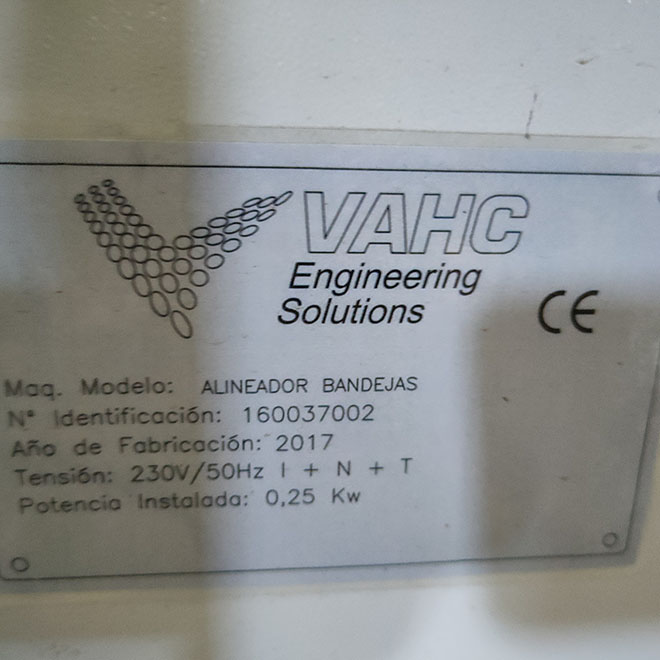 VAHC
Engineering
Solutions
CE
Maq. Modelo: ALINEADOR BANDEJAS
Nº Identificación: 160037002
Año de Fabricación: 2017
Tensión: 230V/50Hz I + N + T
Potencia Instalada: 0,25 Kw